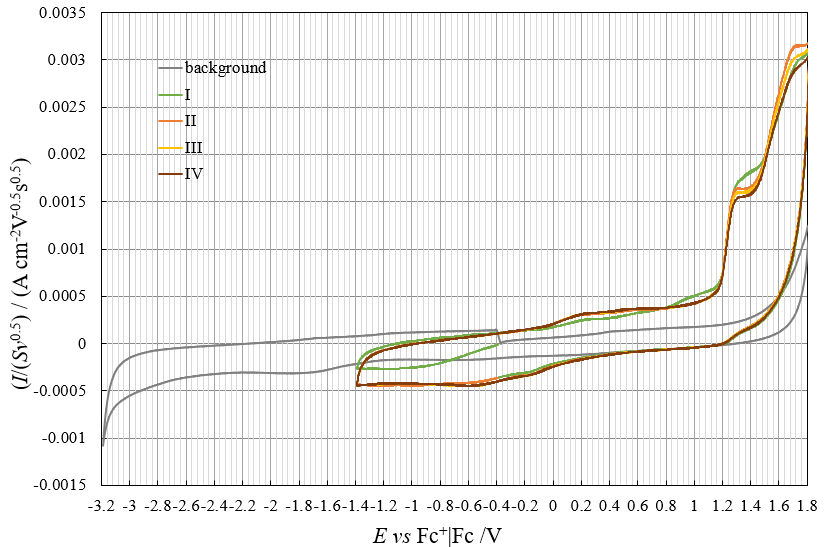 0.0035
0.003
background
0.0025
I
II
III
0.002
IV
0.0015
0.001
0.0005
0
-0.0005
-0.001
-0.0015
(I/(Sv^0.5) / (A cm^-2V^-0.5s^0.5)
-3.2 -3 -2.8 -2.6 -2.4 -2.2 -2 -1.8 -1.6 -1.4 -1.2 -1 -0.8 -0.6 -0.4 -0.2 0 0.2 0.4 0.6 0.8 1 1.2 1.4 1.6 1.8
E vs Fc⁺|Fc /V